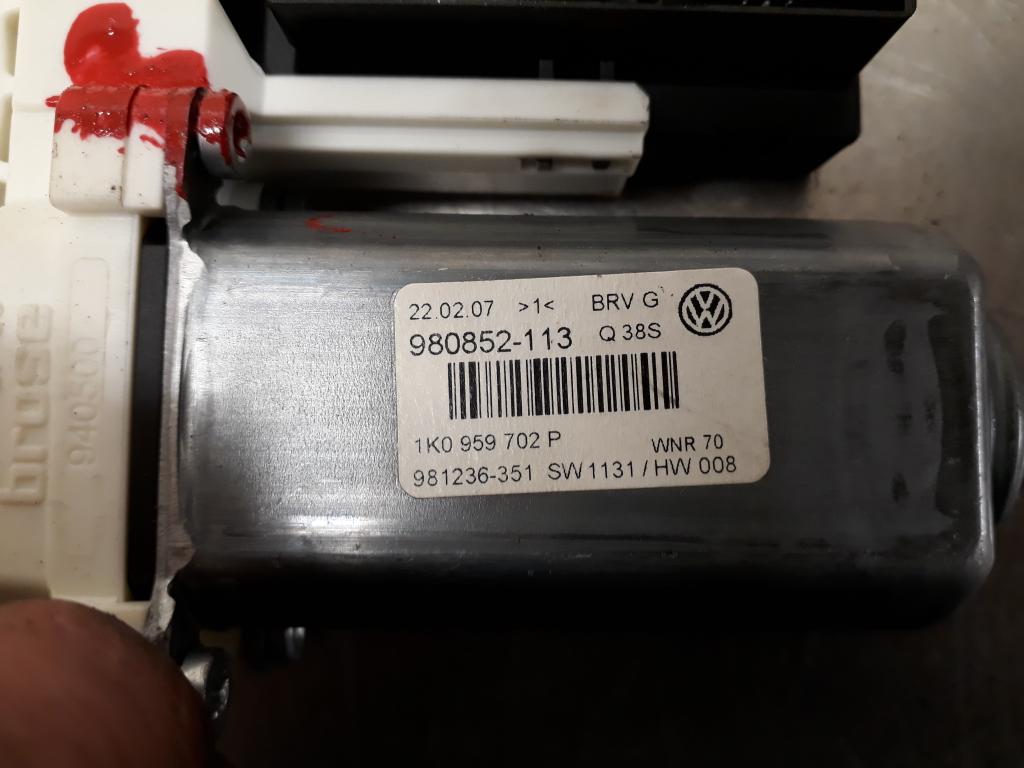 22.02.07 >1< BRV G
980852-113 Q 38S
1K0 959 702 P WNR 70
981236-351 SW 1131 / HW 008
brose
940500